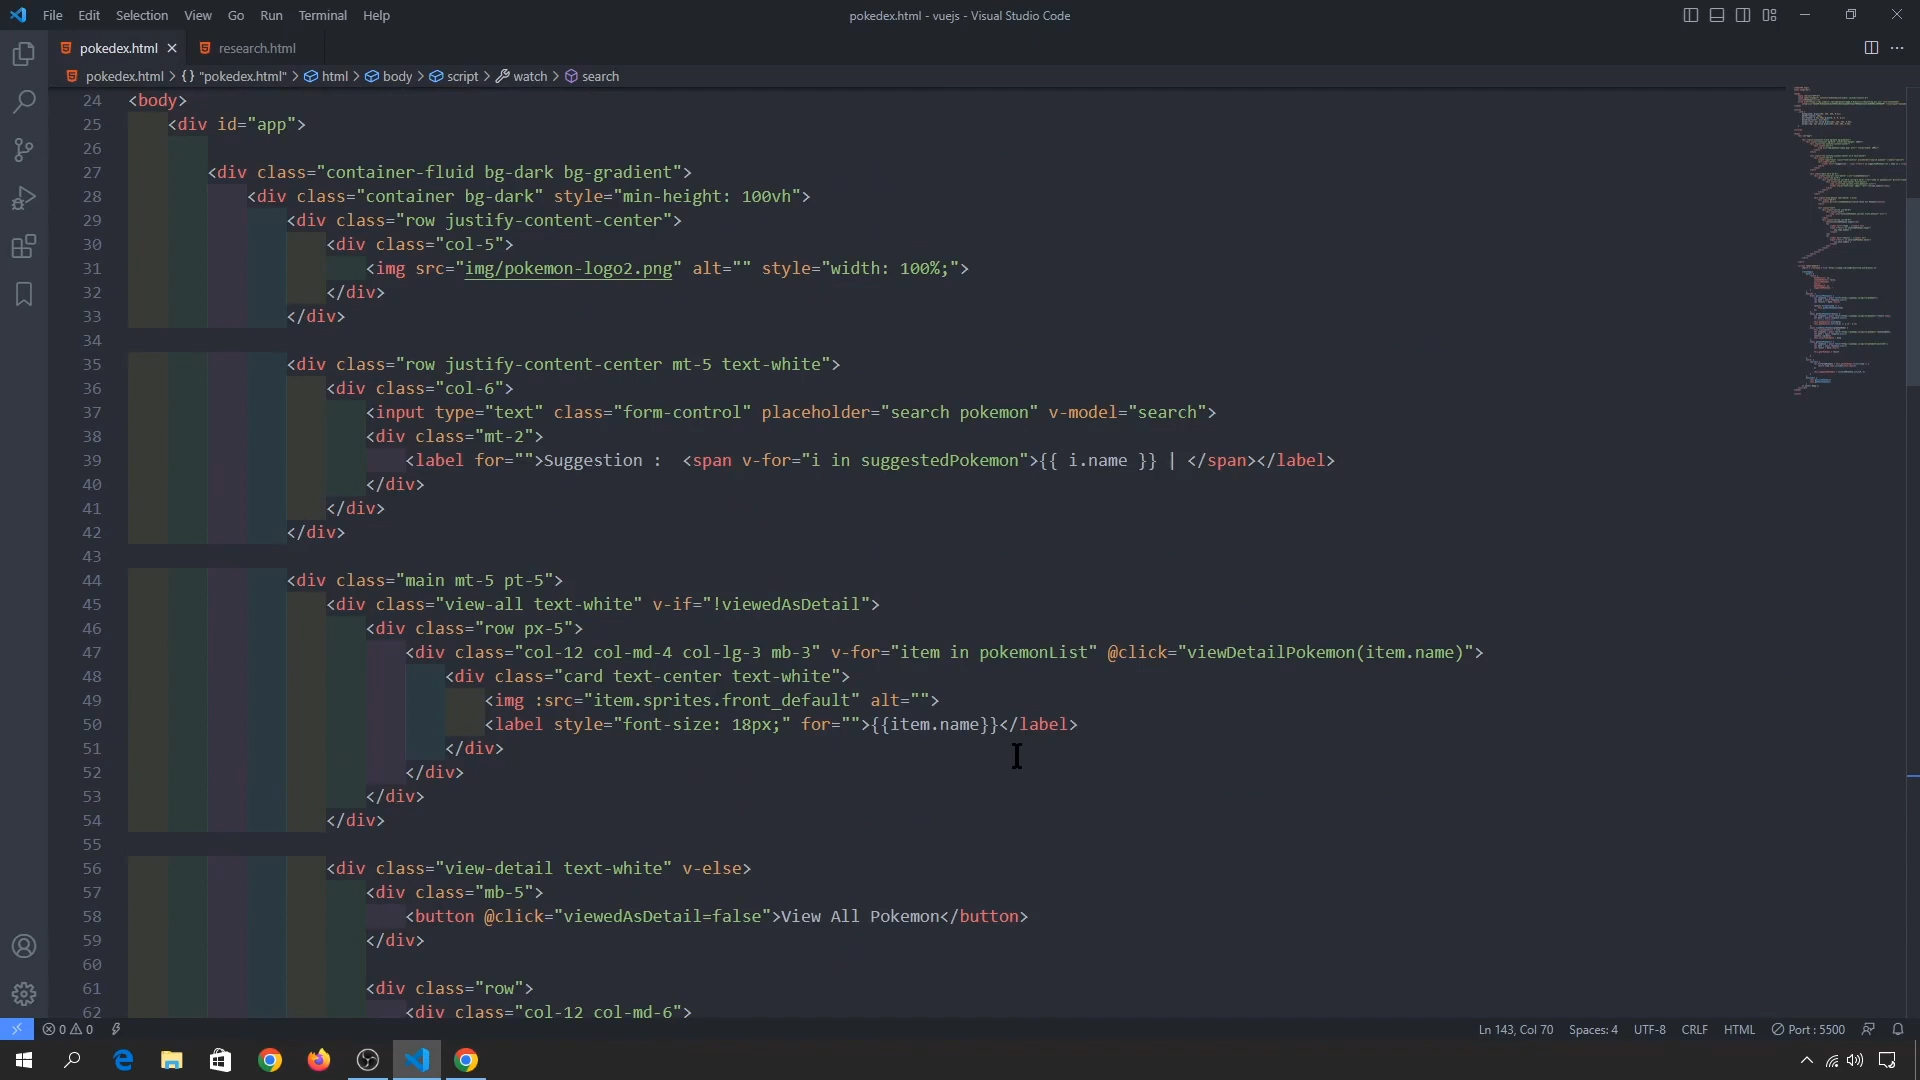 File Edit Selection View Go Run Terminal Help
pokedex.html - vuejs - Visual Studio Code
pokedex.html
research.html
pokedex.html > {} "pokedex.html" > html > body > script > watch > search
24 <body>
25 <div id="app">
26
27 <div class="container-fluid bg-dark bg-gradient">
28 <div class="container bg-dark" style="min-height: 100vh">
29 <div class="row justify-content-center">
30 <div class="col-5">
31 <img src="img/pokemon-logo2.png" alt="" style="width: 100%;">
32 </div>
33 </div>
34
35 <div class="row justify-content-center mt-5 text-white">
36 <div class="col-6">
37 <input type="text" class="form-control" placeholder="search pokemon" v-model="search">
38 <div class="mt-2">
39 <label for="">Suggestion :  <span v-for="i in suggestedPokemon">{{ i.name }} | </span></label>
40 </div>
41 </div>
42 </div>
43
44 <div class="main mt-5 pt-5">
45 <div class="view-all text-white" v-if="!viewedAsDetail">
46 <div class="row px-5">
47 <div class="col-12 col-md-4 col-lg-3 mb-3" v-for="item in pokemonList" @click="viewDetailPokemon(item.name)">
48 <div class="card text-center text-white">
49 <img :src="item.sprites.front_default" alt="">
50 <label style="font-size: 18px;" for="">{{item.name}}</label>
51 </div>
52 </div>
53 </div>
54 </div>
55
56 <div class="view-detail text-white" v-else>
57 <div class="mb-5">
58 <button @click="viewedAsDetail=false">View All Pokemon</button>
59 </div>
60
61 <div class="row">
62 <div class="col-12 col-md-6">
0 0
Ln 143, Col 70 Spaces: 4 UTF-8 CRLF HTML Port : 5500